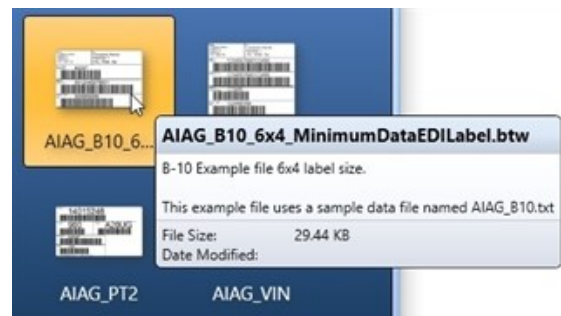 AIAG_B10_6...
AIAG_B10_6x4_MinimumDataEDILabel.btw
B-10 Example file 6x4 label size.
This example file uses a sample data file named AIAG_B10.txt
File Size: 29.44 KB
Date Modified:
AIAG_PT2 AIAG_VIN